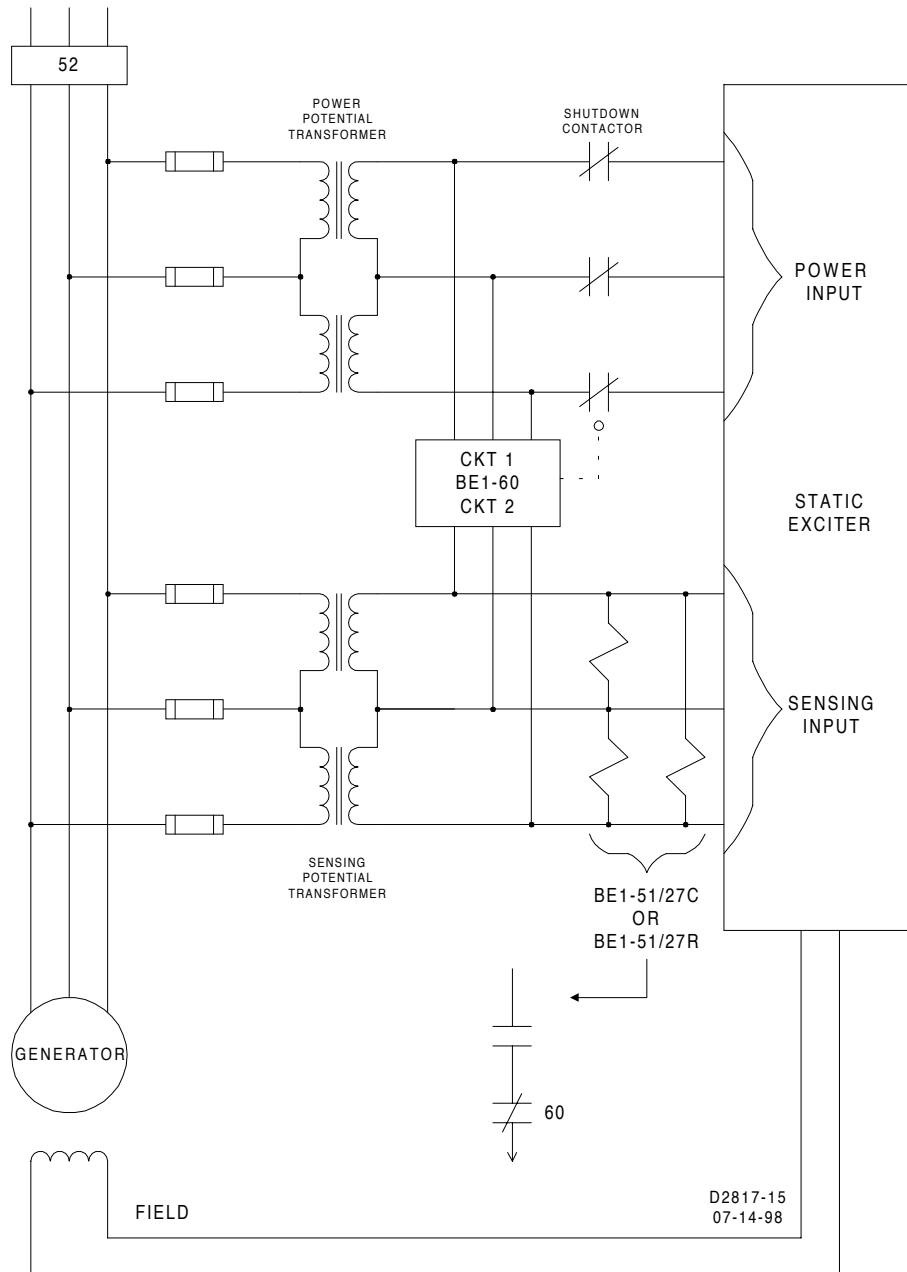 52
POWER
POTENTIAL
TRANSFORMER
SHUTDOWN
CONTACTOR
POWER
INPUT
CKT 1
BE1-60
CKT 2
STATIC
EXCITER
SENSING
INPUT
SENSING
POTENTIAL
TRANSFORMER
BE1-51/27C
OR
BE1-51/27R
GENERATOR
60
FIELD
D2817-15
07-14-98